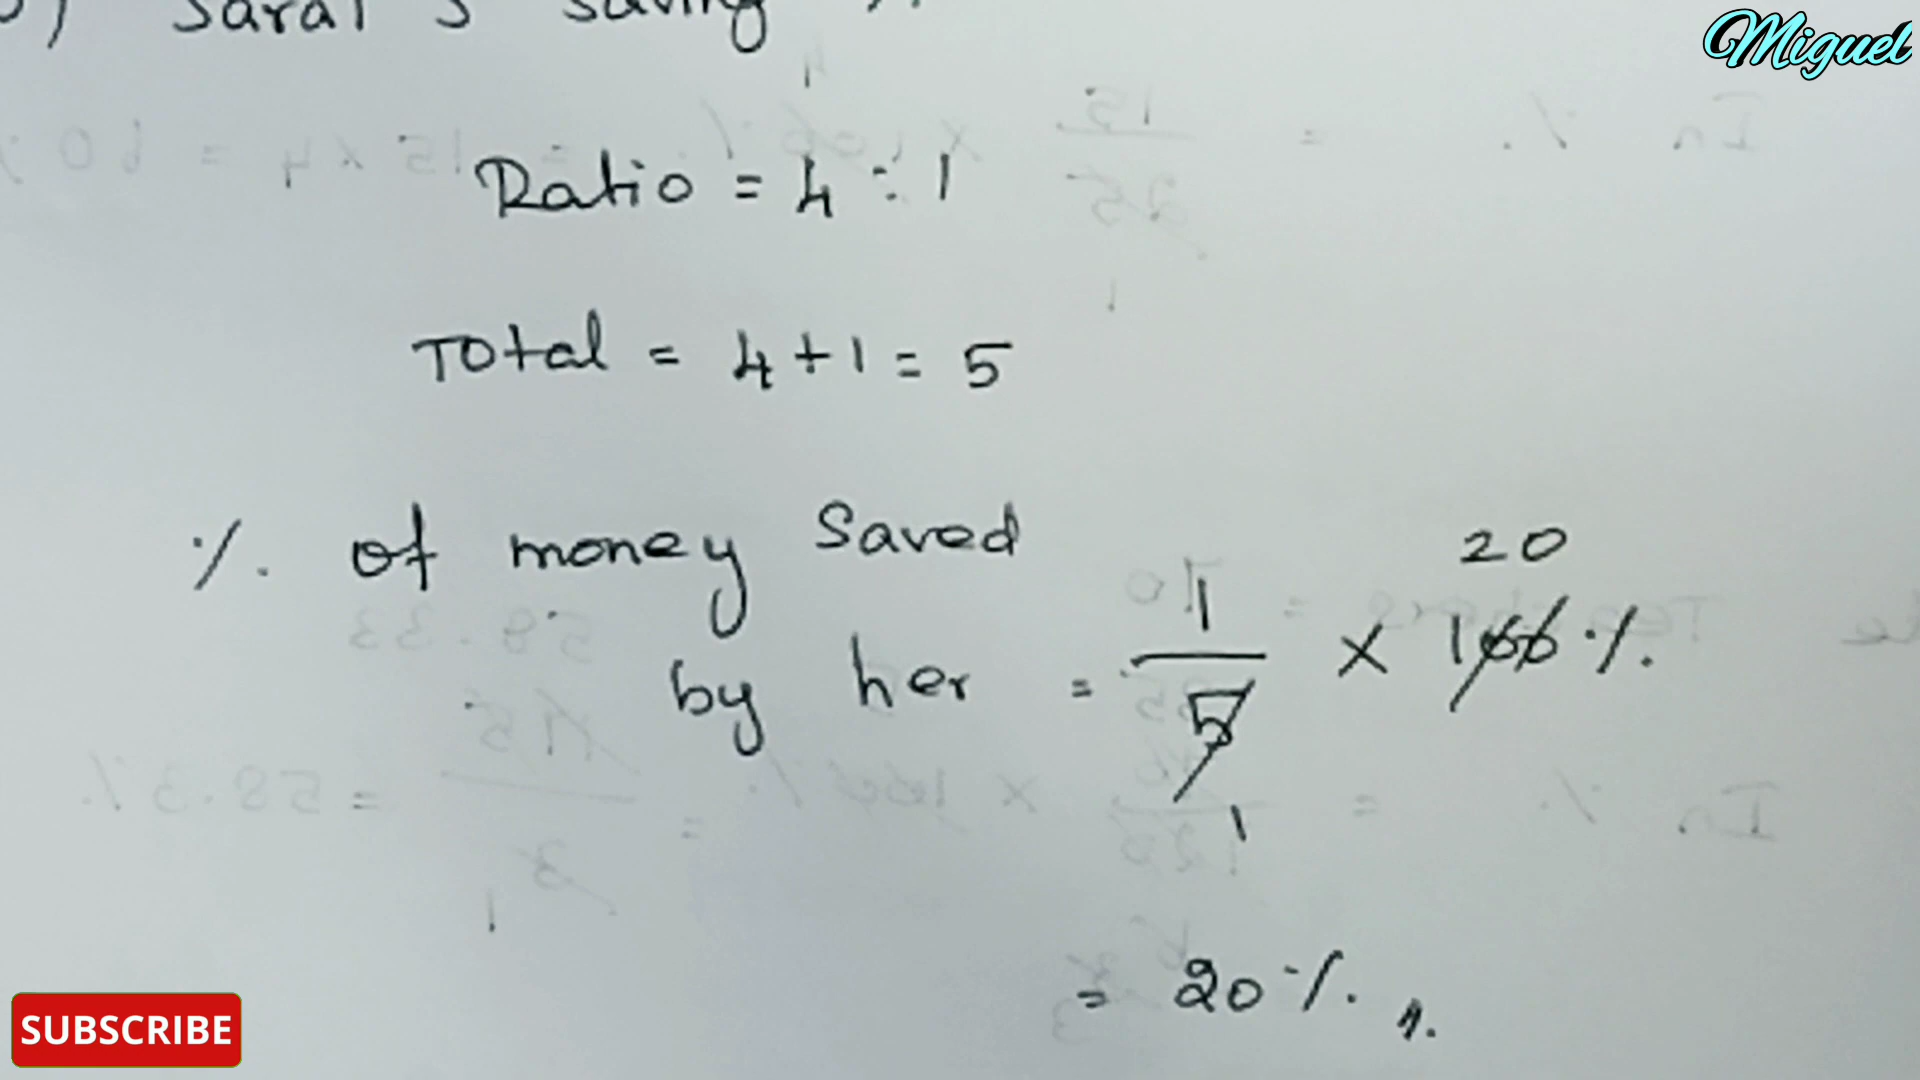 saving %
Miguel
Ratio = 4 : 1
Total = 4 + 1 = 5
% of money saved
20
by her = 1/5 × 100 %
1
= 20 %
SUBSCRIBE